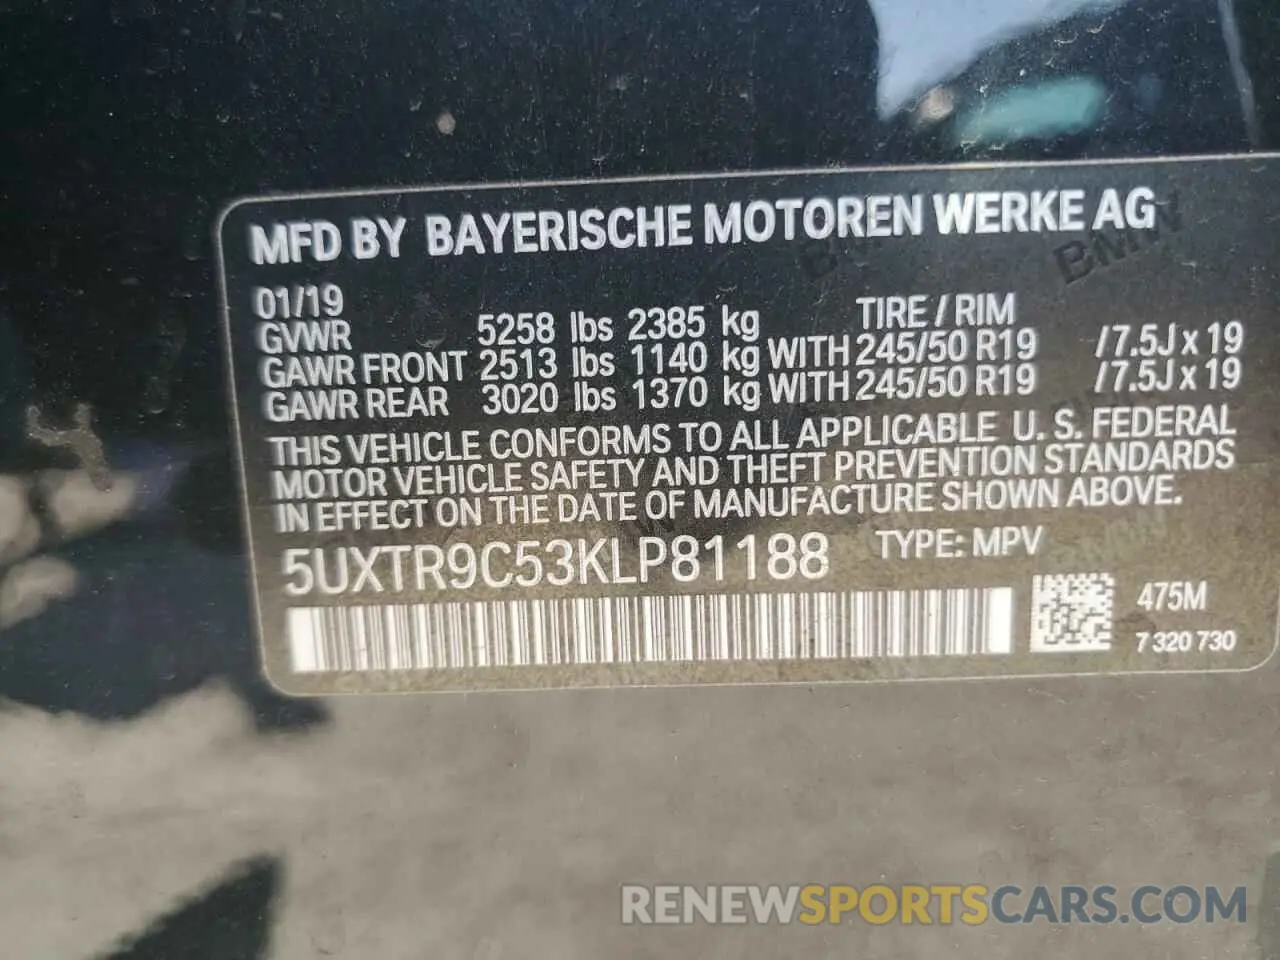 MFD BY BAYERISCHE MOTOREN WERKE AG
01/19
GVWR 5258 lbs 2385 kg TIRE / RIM
GAWR FRONT 2513 lbs 1140 kg WITH 245/50 R19 /7.5J x 19
GAWR REAR 3020 lbs 1370 kg WITH 245/50 R19 /7.5J x 19
THIS VEHICLE CONFORMS TO ALL APPLICABLE U. S. FEDERAL
MOTOR VEHICLE SAFETY AND THEFT PREVENTION STANDARDS
IN EFFECT ON THE DATE OF MANUFACTURE SHOWN ABOVE.
5UXTR9C53KLP81188 TYPE: MPV
475M
7 320 730
BMW
RENEWSPORTSCARS.COM